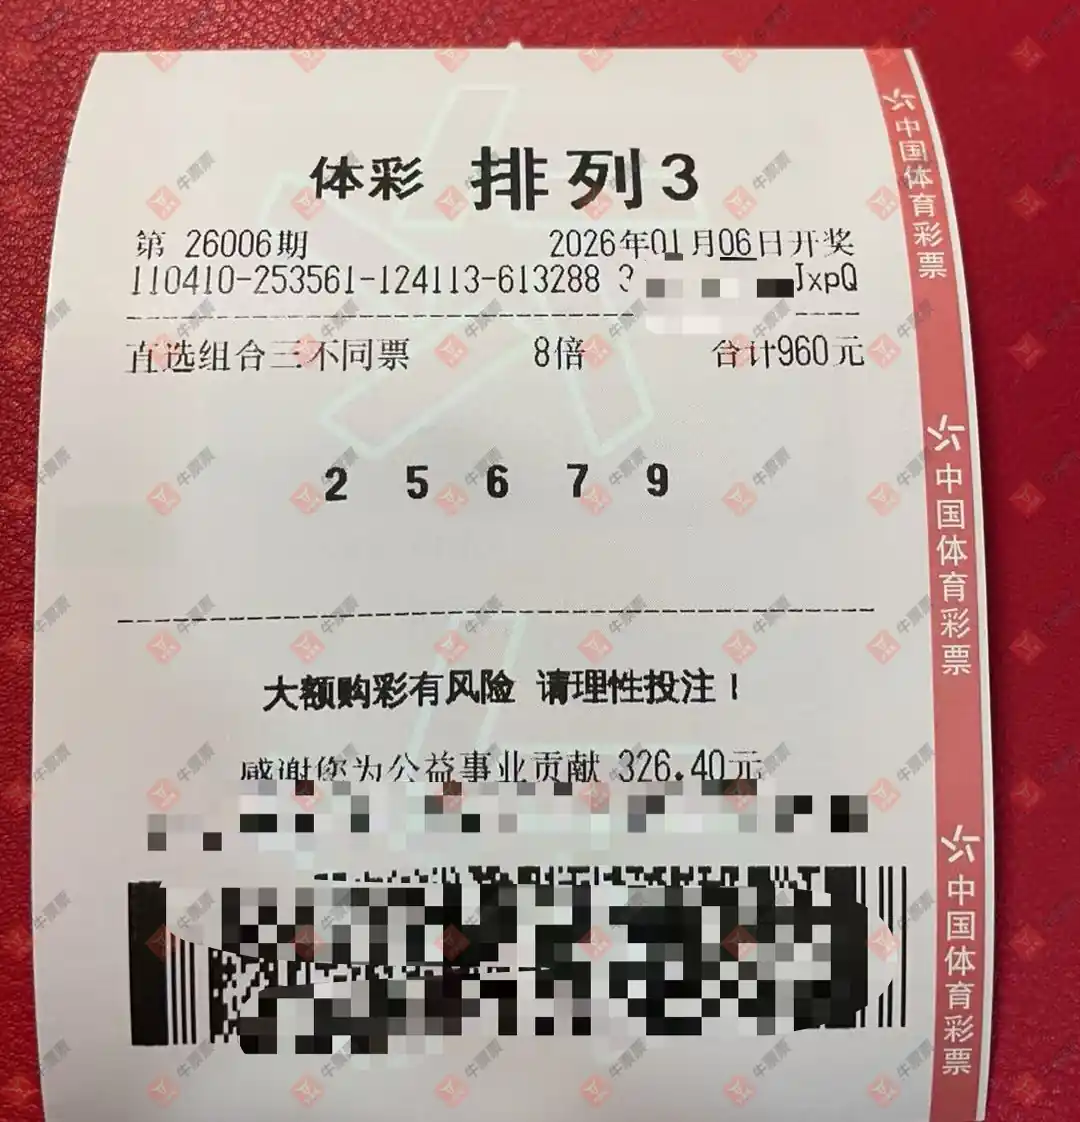 体彩 排列3
第 26006期 2026年01月06日开奖
110410-253561-124113-613288 JxpQ
直选组合三不同票 8倍 合计960元
2 5 6 7 9
大额购彩有风险 请理性投注！
感谢您为公益事业贡献 326.40元
中国体育彩票
中国体育彩票
中国体育彩票
牛票票